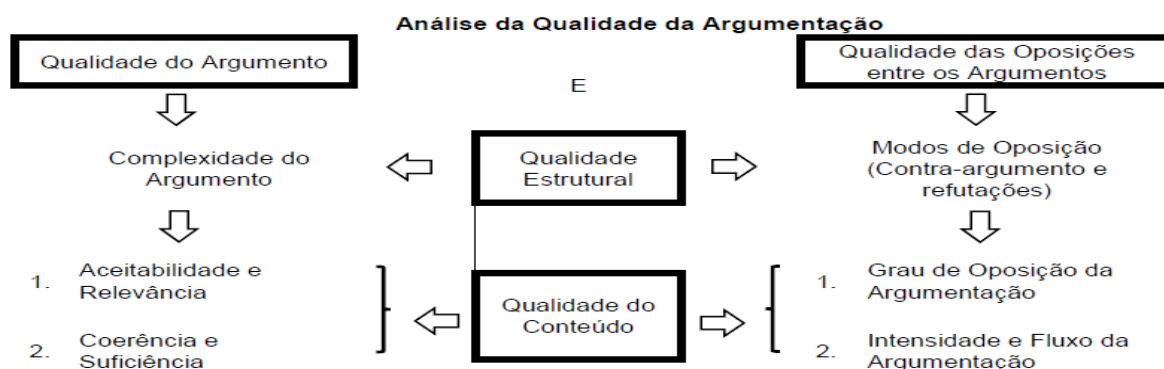 Análise da Qualidade da Argumentação
Qualidade do Argumento
E
Qualidade das Oposições
entre os Argumentos
Complexidade do
Argumento
Qualidade
Estrutural
Modos de Oposição
(Contra-argumento e
refutações)
1. Aceitabilidade e
Relevância
2. Coerência e
Suficiência
Qualidade do
Conteúdo
1. Grau de Oposição da
Argumentação
2. Intensidade e Fluxo da
Argumentação